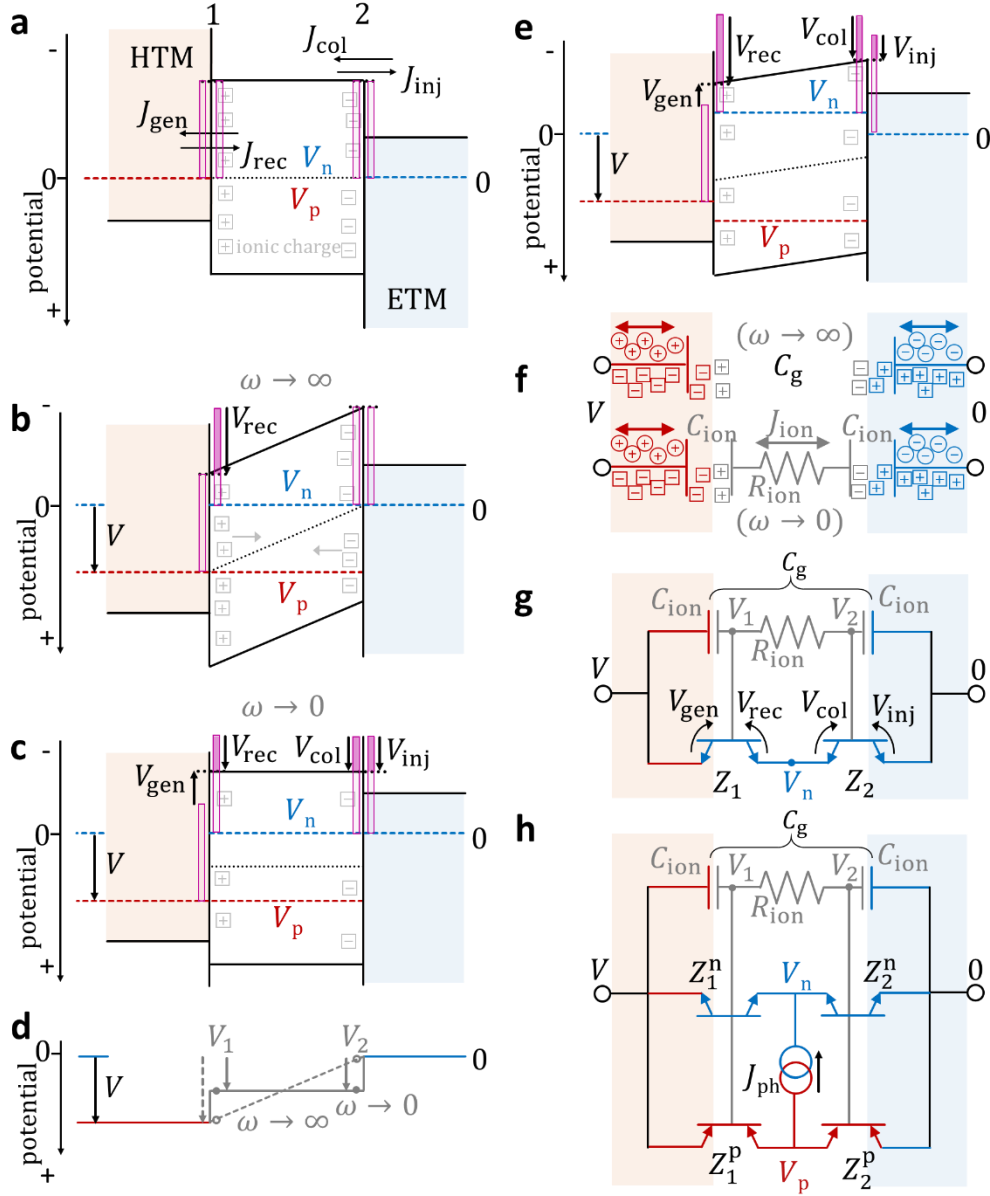 a
1
2
-
HTM
J_col
J_inj
J_gen
J_rec
V_n
0
0
V_p
ionic charge
potential
ETM
+
b
ω → ∞
-
V_rec
V_n
0
V
V_p
potential
+
c
ω → 0
-
V_rec
V_col
V_inj
V_gen
V_n
0
0
V
V_p
potential
+
d
0
V_1
V_2
0
V
ω → ∞
ω → 0
potential
+
e
-
V_rec
V_col
V_inj
V_gen
V_n
0
0
V
V_p
potential
+
f
(ω → ∞)
C_g
V
0
C_ion
J_ion
C_ion
R_ion
(ω → 0)
g
C_g
C_ion
V_1
V_2
C_ion
R_ion
V
0
V_gen
V_rec
V_col
V_inj
Z_1
V_n
Z_2
h
C_g
C_ion
V_1
V_2
C_ion
R_ion
V
0
Z_1^n
V_n
Z_2^n
J_ph
Z_1^p
V_p
Z_2^p